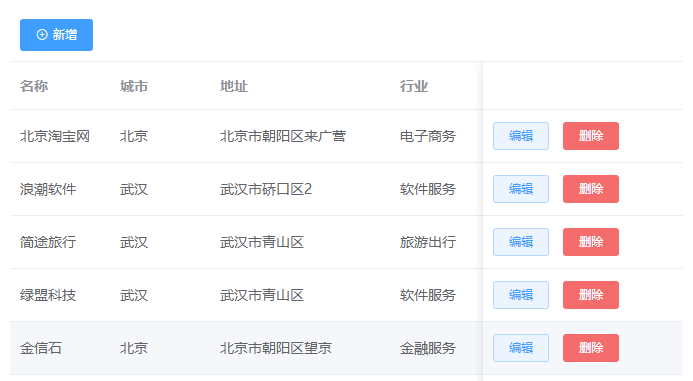 新增
名称 城市 地址 行业
北京淘宝网 北京 北京市朝阳区来广营 电子商务 编辑 删除
浪潮软件 武汉 武汉市硚口区2 软件服务 编辑 删除
简途旅行 武汉 武汉市青山区 旅游出行 编辑 删除
绿盟科技 武汉 武汉市青山区 软件服务 编辑 删除
金信石 北京 北京市朝阳区望京 金融服务 编辑 删除